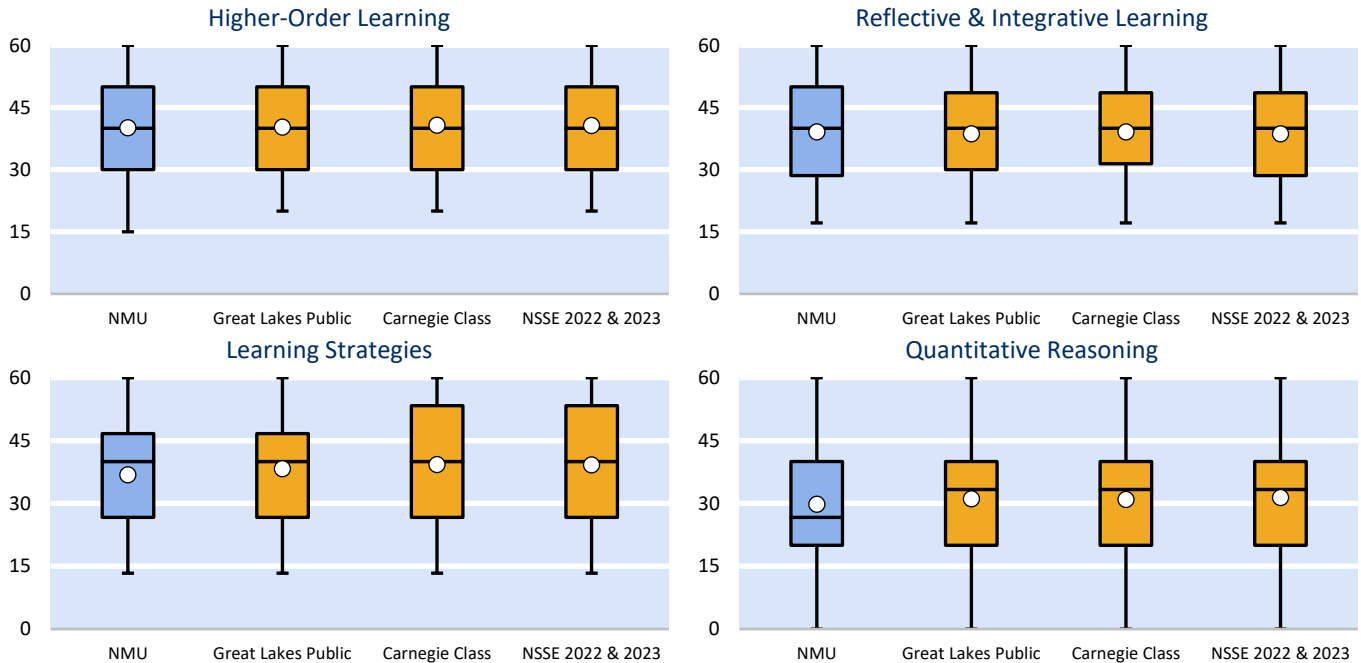 Higher-Order Learning
60
45
30
15
0
NMU Great Lakes Public Carnegie Class NSSE 2022 & 2023
Reflective & Integrative Learning
60
45
30
15
0
NMU Great Lakes Public Carnegie Class NSSE 2022 & 2023
Learning Strategies
60
45
30
15
0
NMU Great Lakes Public Carnegie Class NSSE 2022 & 2023
Quantitative Reasoning
60
45
30
15
0
NMU Great Lakes Public Carnegie Class NSSE 2022 & 2023